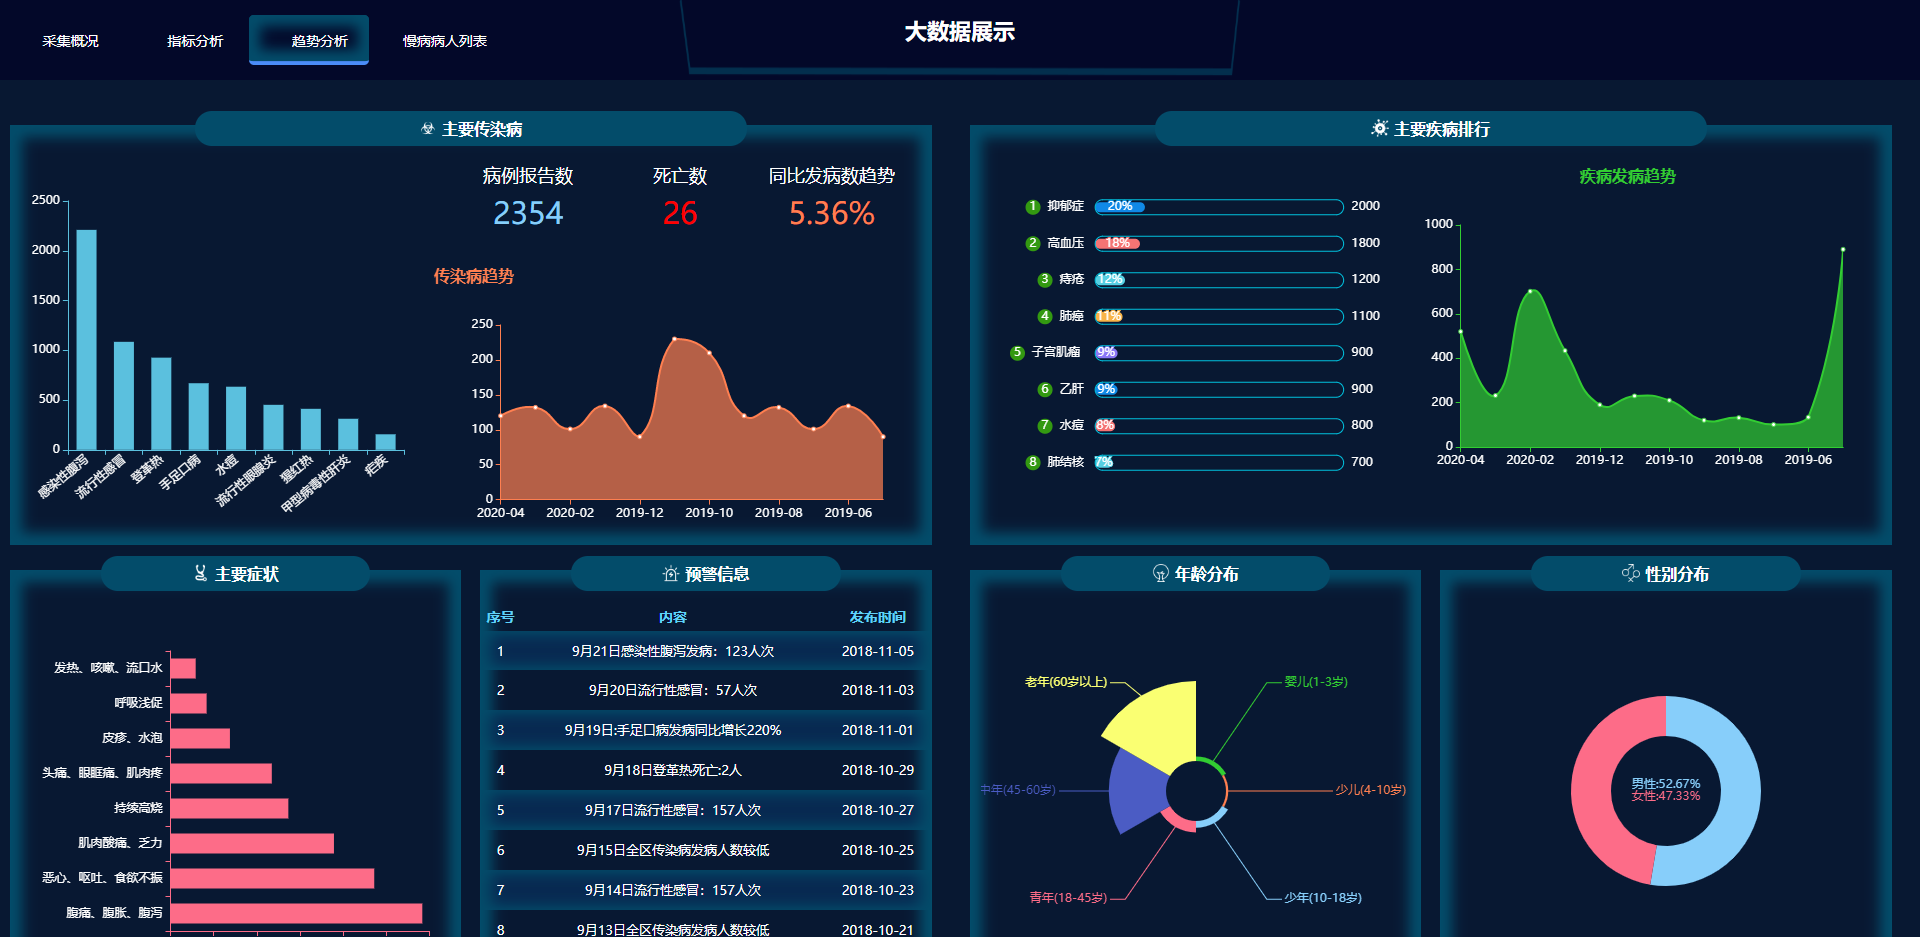 采集概况
指标分析
趋势分析
慢病病人列表
大数据展示
主要传染病
病例报告数
死亡数
同比发病数趋势
2354
26
5.36%
2500
2000
1500
1000
500
0
感染性腹泻
流行性感冒
登革热
手足口病
水痘
流行性眼腺炎
猩红热
甲型病毒性肝炎
疟疾
传染病趋势
250
200
150
100
50
0
2020-04
2020-02
2019-12
2019-10
2019-08
2019-06
主要疾病排行
1 抑郁症 20% 2000
2 高血压 18% 1800
3 痔疮 12% 1200
4 肺癌 11% 1100
5 子宫肌瘤 9% 900
6 乙肝 9% 900
7 水痘 8% 800
8 肺结核 7% 700
疾病发病趋势
1000
800
600
400
200
0
2020-04
2020-02
2019-12
2019-10
2019-08
2019-06
主要症状
发热、咳嗽、流口水
呼吸浅促
皮疹、水泡
头痛、眼眶痛、肌肉疼
持续高烧
肌肉酸痛、乏力
恶心、呕吐、食欲不振
腹痛、腹胀、腹泻
预警信息
序号 内容 发布时间
1 9月21日感染性腹泻发病：123人次 2018-11-05
2 9月20日流行性感冒：57人次 2018-11-03
3 9月19日:手足口病发病同比增长220% 2018-11-01
4 9月18日登革热死亡:2人 2018-10-29
5 9月17日流行性感冒：157人次 2018-10-27
6 9月15日全区传染病发病人数较低 2018-10-25
7 9月14日流行性感冒：157人次 2018-10-23
8 9月13日全区传染病发病人数较低 2018-10-21
年龄分布
老年(60岁以上)
婴儿(1-3岁)
中年(45-60岁)
少儿(4-10岁)
青年(18-45岁)
少年(10-18岁)
性别分布
男性:52.67%
女性:47.33%